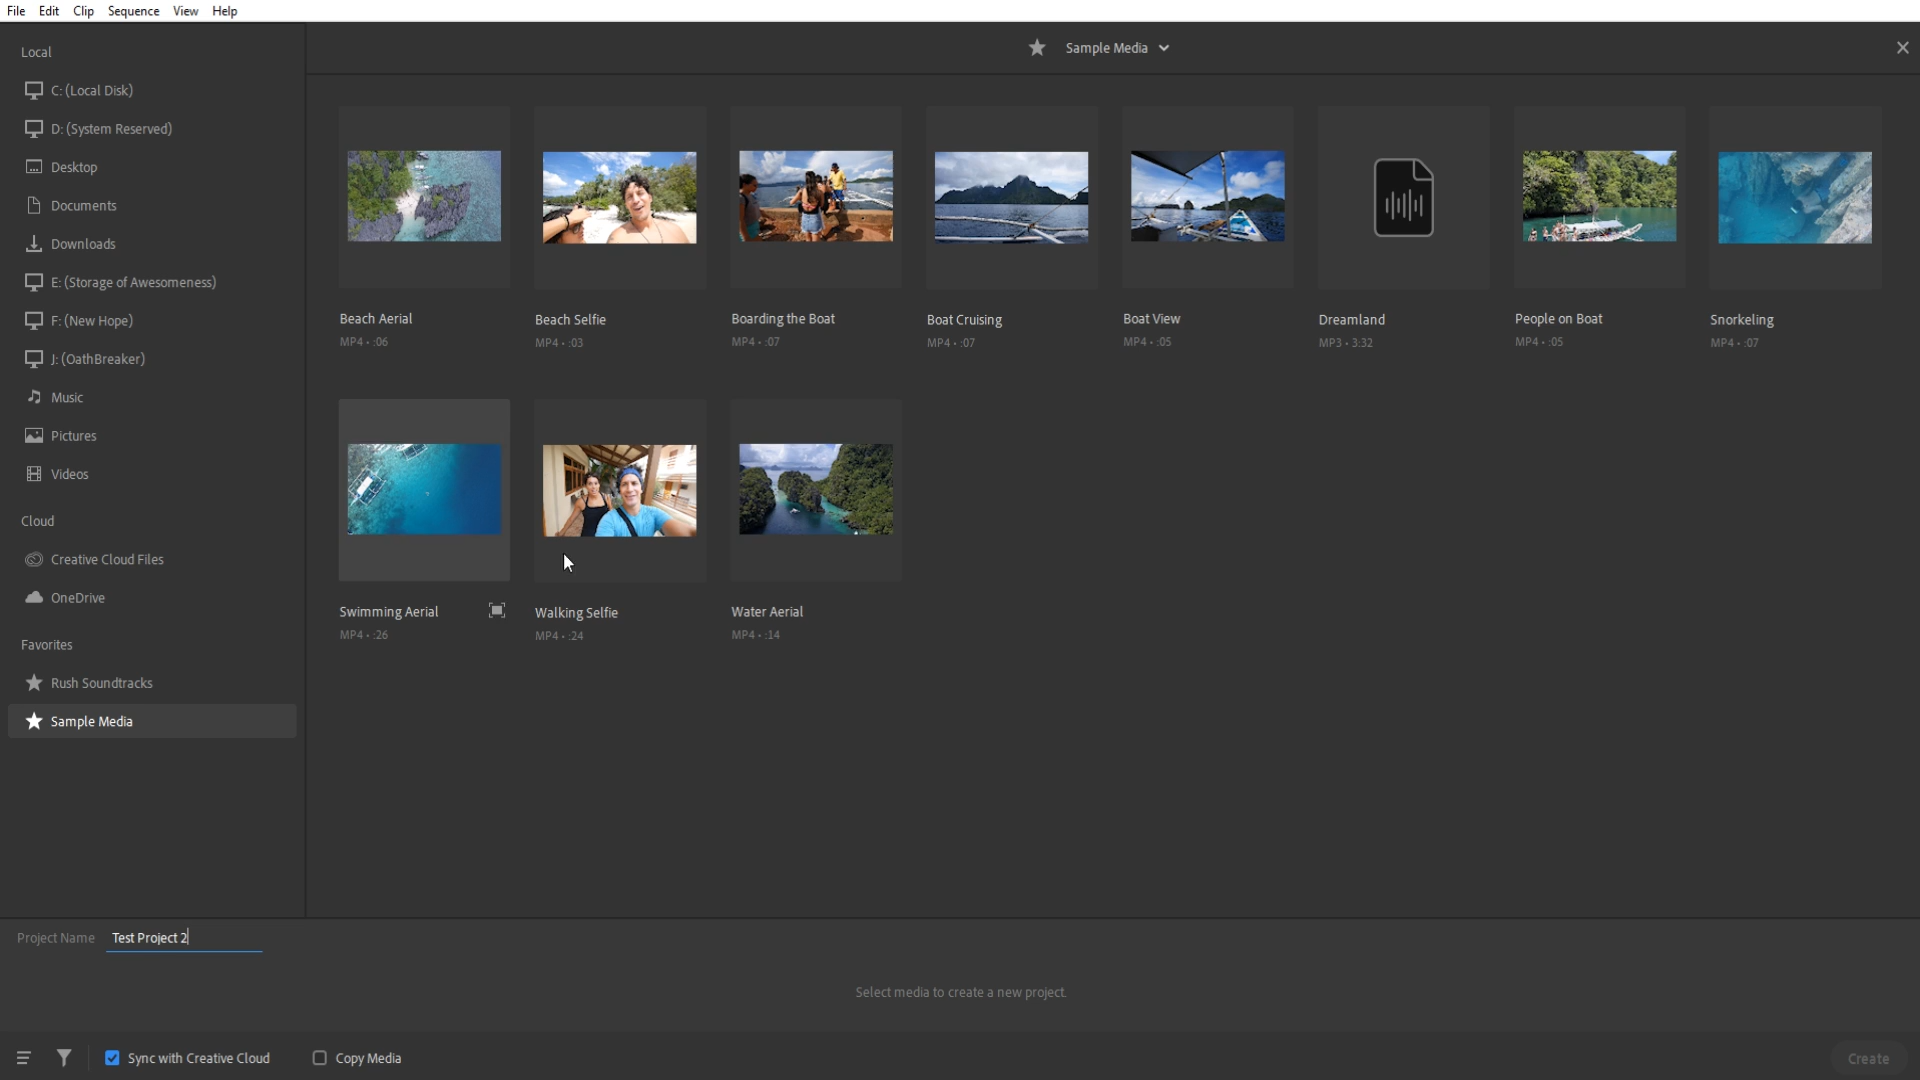 File Edit Clip Sequence View Help
Local
C: (Local Disk)
D: (System Reserved)
Desktop
Documents
Downloads
E: (Storage of Awesomeness)
F: (New Hope)
J: (OathBreaker)
Music
Pictures
Videos
Cloud
Creative Cloud Files
OneDrive
Favorites
Rush Soundtracks
Sample Media
Sample Media
Beach Aerial
MP4 • :06
Beach Selfie
MP4 • :03
Boarding the Boat
MP4 • :07
Boat Cruising
MP4 • :07
Boat View
MP4 • :05
Dreamland
MP3 • 3:32
People on Boat
MP4 • :05
Snorkeling
MP4 • :07
Swimming Aerial
MP4 • :26
Walking Selfie
MP4 • :24
Water Aerial
MP4 • :14
Project Name Test Project 2
Select media to create a new project.
Sync with Creative Cloud Copy Media Create